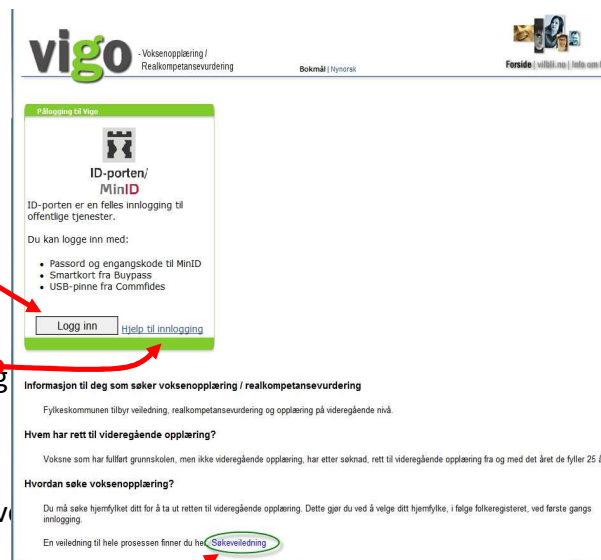 vigo
- Voksenopplæring /
Realkompetansevurdering
Bokmål | Nynorsk
Forside | vilbli.no | Info om
Pålogging til Vigo
ID-porten/
MinID
ID-porten er en felles innlogging til
offentlige tjenester.
Du kan logge inn med:
• Passord og engangskode til MinID
• Smartkort fra Buypass
• USB-pinne fra Commfides
Logg inn
Hjelp til innlogging
g
Informasjon til deg som søker voksenopplæring / realkompetansevurdering
Fylkeskommunen tilbyr veiledning, realkompetansevurdering og opplæring på videregående nivå.
Hvem har rett til videregående opplæring?
Voksne som har fullført grunnskolen, men ikke videregående opplæring, har etter søknad, rett til videregående opplæring fra og med det året de fyller 25 å
Hvordan søke voksenopplæring?
Du må søke hjemfylket ditt for å ta ut retten til videregående opplæring. Dette gjør du ved å velge ditt hjemfylke, i følge folkeregisteret, ved første gangs
innlogging.
En veiledning til hele prosessen finner du her Søkeveiledning